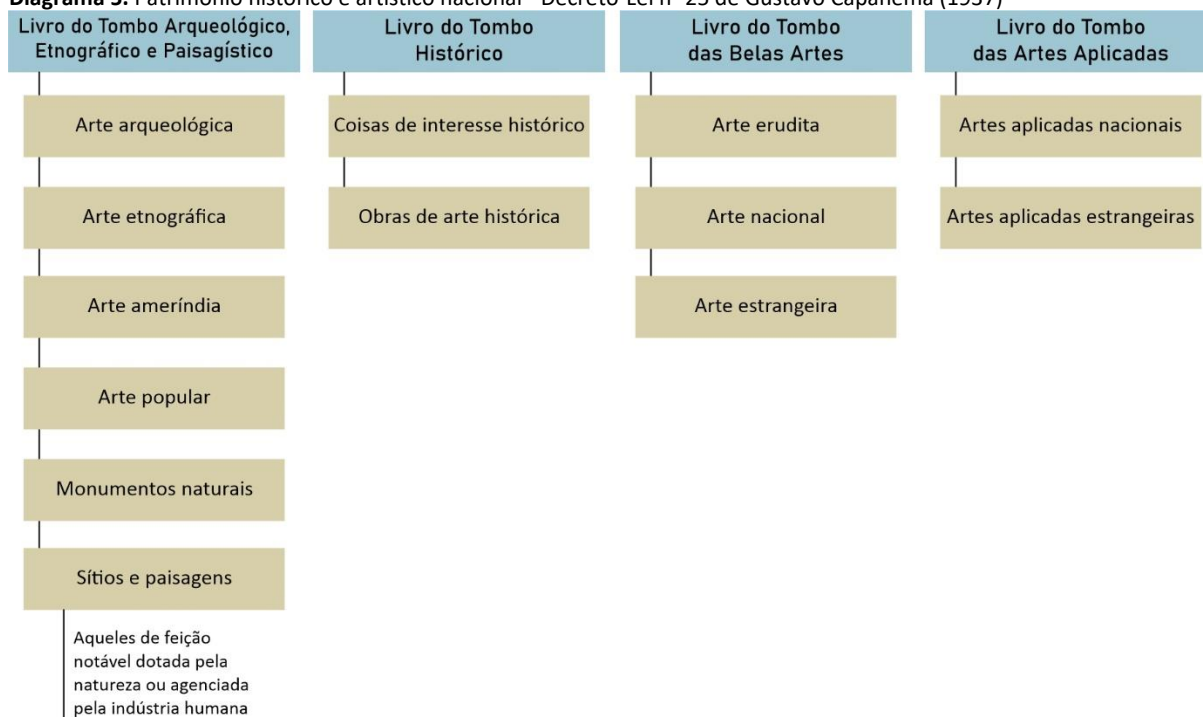 Diagrama 3. Patrimônio histórico e artístico nacional - Decreto-Lei nº 25 de Gustavo Capanema (1937)
Livro do Tombo Arqueológico,
Etnográfico e Paisagístico
Arte arqueológica
Arte etnográfica
Arte ameríndia
Arte popular
Monumentos naturais
Sítios e paisagens
Aqueles de feição
notável dotada pela
natureza ou agenciada
pela indústria humana
Livro do Tombo
Histórico
Coisas de interesse histórico
Obras de arte histórica
Livro do Tombo
das Belas Artes
Arte erudita
Arte nacional
Arte estrangeira
Livro do Tombo
das Artes Aplicadas
Artes aplicadas nacionais
Artes aplicadas estrangeiras